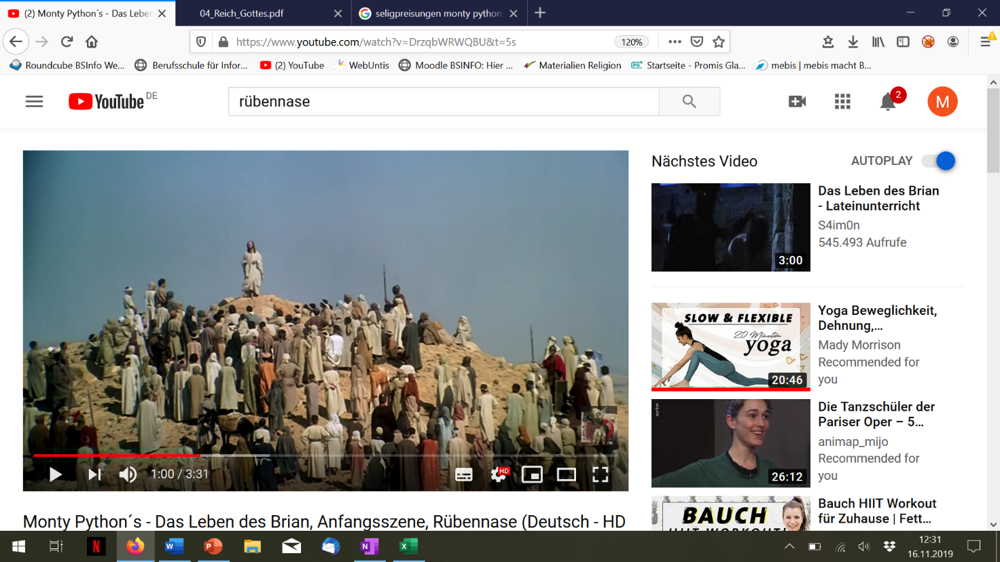 (2) Monty Python´s - Das Leben
04_Reich_Gottes.pdf
seligpreisungen monty python
https://www.youtube.com/watch?v=DrzqbWRWQBU&t=5s
120%
Roundcube BSInfo We...
Berufsschule für Infor...
(2) YouTube
WebUntis
Moodle BSINFO: Hier ...
Materialien Religion
Startseite - Promis Gla...
mebis | mebis macht B...
YouTube DE
rübennase
2
M
Nächstes Video
AUTOPLAY
Das Leben des Brian
- Lateinunterricht
S4im0n
545.493 Aufrufe
3:00
SLOW & FLEXIBLE
20 Minuten
yoga
20:46
Yoga Beweglichkeit,
Dehnung,...
Mady Morrison
Recommended for
you
arte
26:12
Die Tanzschüler der
Pariser Oper – 5...
animap_mijo
Recommended for
you
BAUCH
HIIT WORKOUT!
Bauch HIIT Workout
für Zuhause | Fett...
1:00 / 3:31
HD
Monty Python´s - Das Leben des Brian, Anfangsszene, Rübennase (Deutsch - HD
12:31
16.11.2019